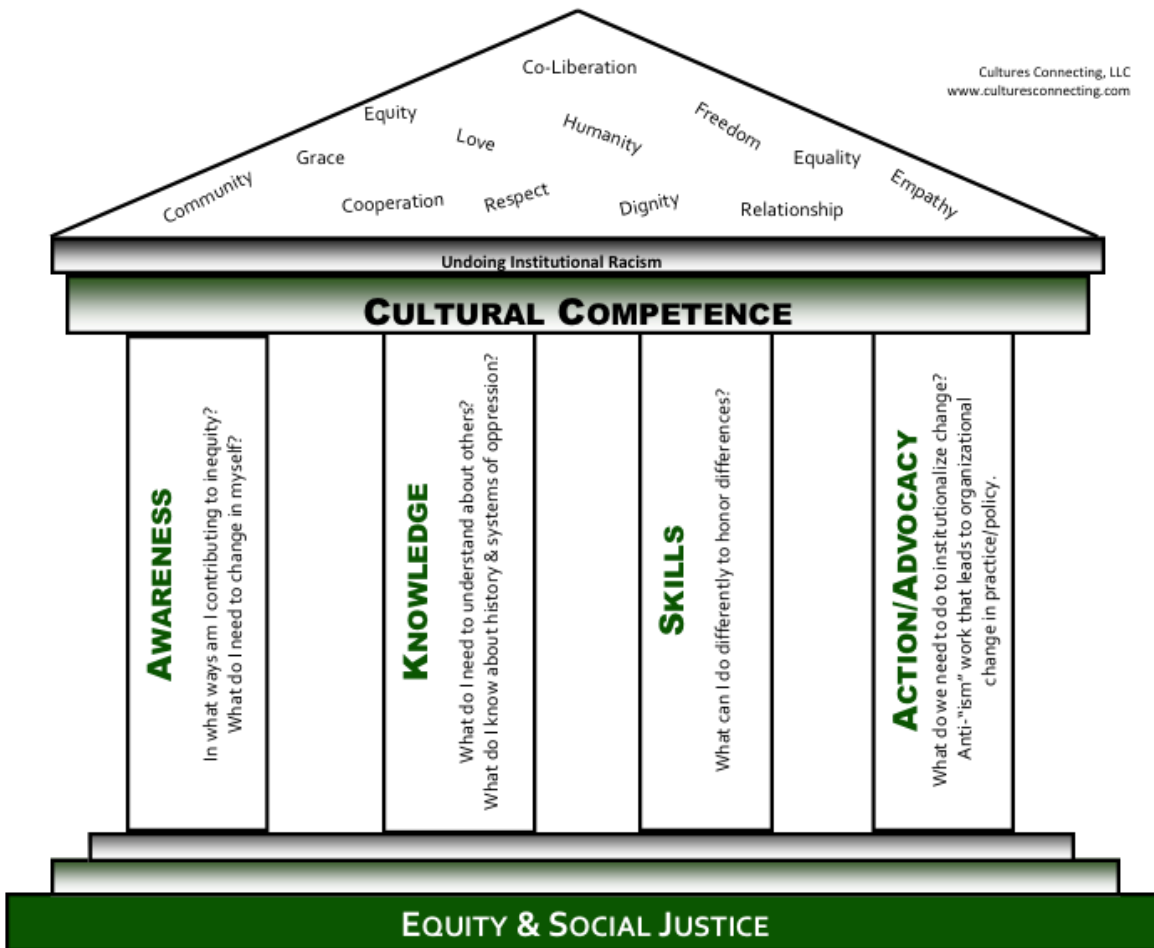 Co-Liberation
Cultures Connecting, LLC
www.culturesconnecting.com
Equity
Love
Humanity
Freedom
Grace
Equality
Community
Cooperation
Respect
Dignity
Relationship
Empathy
Undoing Institutional Racism
CULTURAL COMPETENCE
AWARENESS
In what ways am I contributing to inequity?
What do I need to change in myself?
KNOWLEDGE
What do I need to understand about others?
What do I know about history & systems of oppression?
SKILLS
What can I do differently to honor differences?
ACTION/ADVOCACY
What do we need to do to institutionalize change?
Anti-"ism" work that leads to organizational
change in practice/policy.
EQUITY & SOCIAL JUSTICE